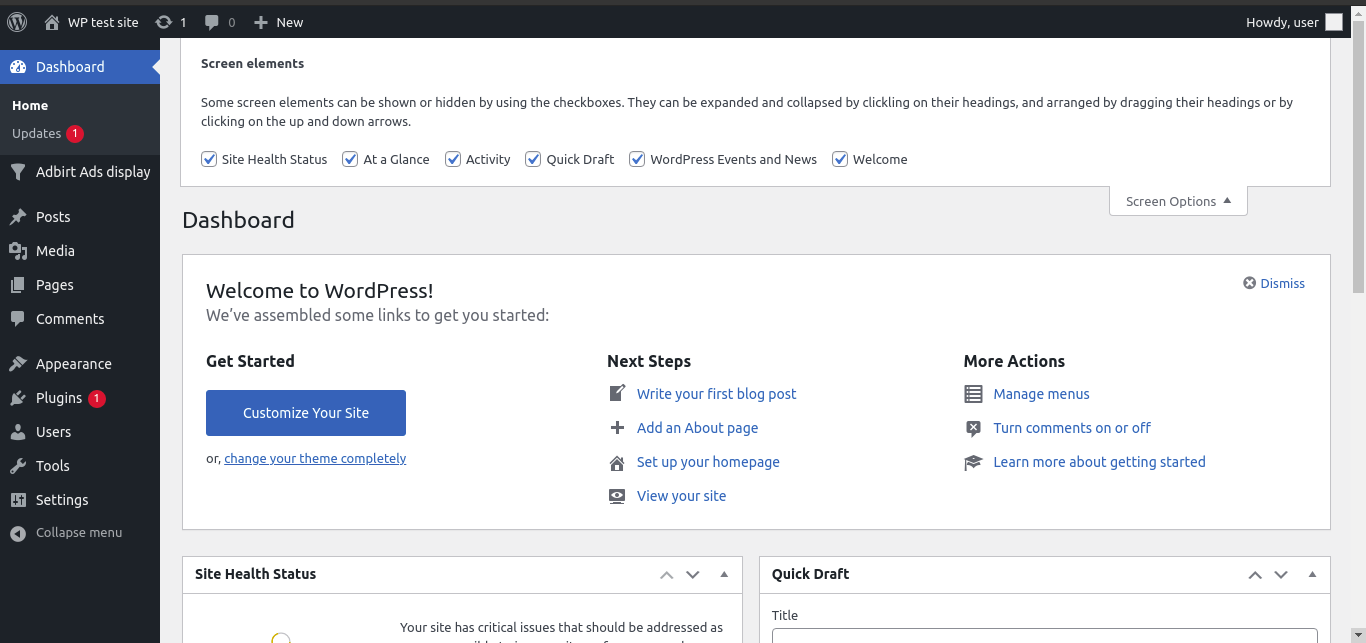 WP test site 1 0 New Howdy, user
Dashboard
Home
Updates 1
Adbirt Ads display
Posts
Media
Pages
Comments
Appearance
Plugins 1
Users
Tools
Settings
Collapse menu
Screen elements
Some screen elements can be shown or hidden by using the checkboxes. They can be expanded and collapsed by clickling on their headings, and arranged by dragging their headings or by
clicking on the up and down arrows.
Site Health Status At a Glance Activity Quick Draft WordPress Events and News Welcome
Screen Options
Dashboard
Welcome to WordPress!
Dismiss
We've assembled some links to get you started:
Get Started
Customize Your Site
or, change your theme completely
Next Steps
Write your first blog post
Add an About page
Set up your homepage
View your site
More Actions
Manage menus
Turn comments on or off
Learn more about getting started
Site Health Status
Your site has critical issues that should be addressed as
Quick Draft
Title